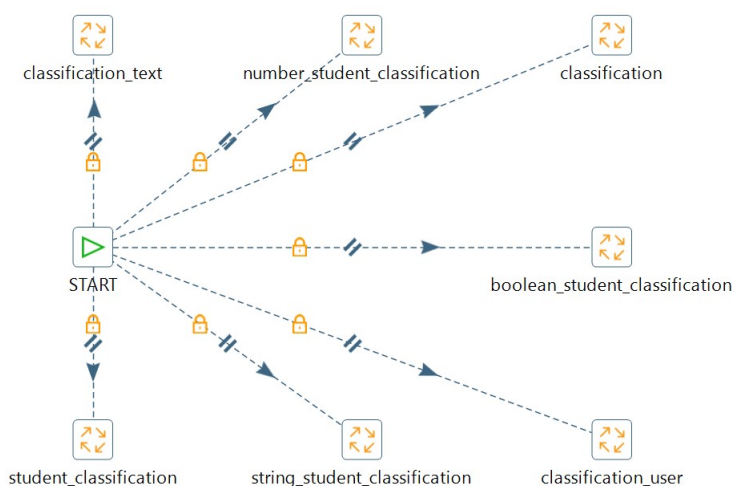 classification_text
number_student_classification
classification
START
boolean_student_classification
student_classification
string_student_classification
classification_user